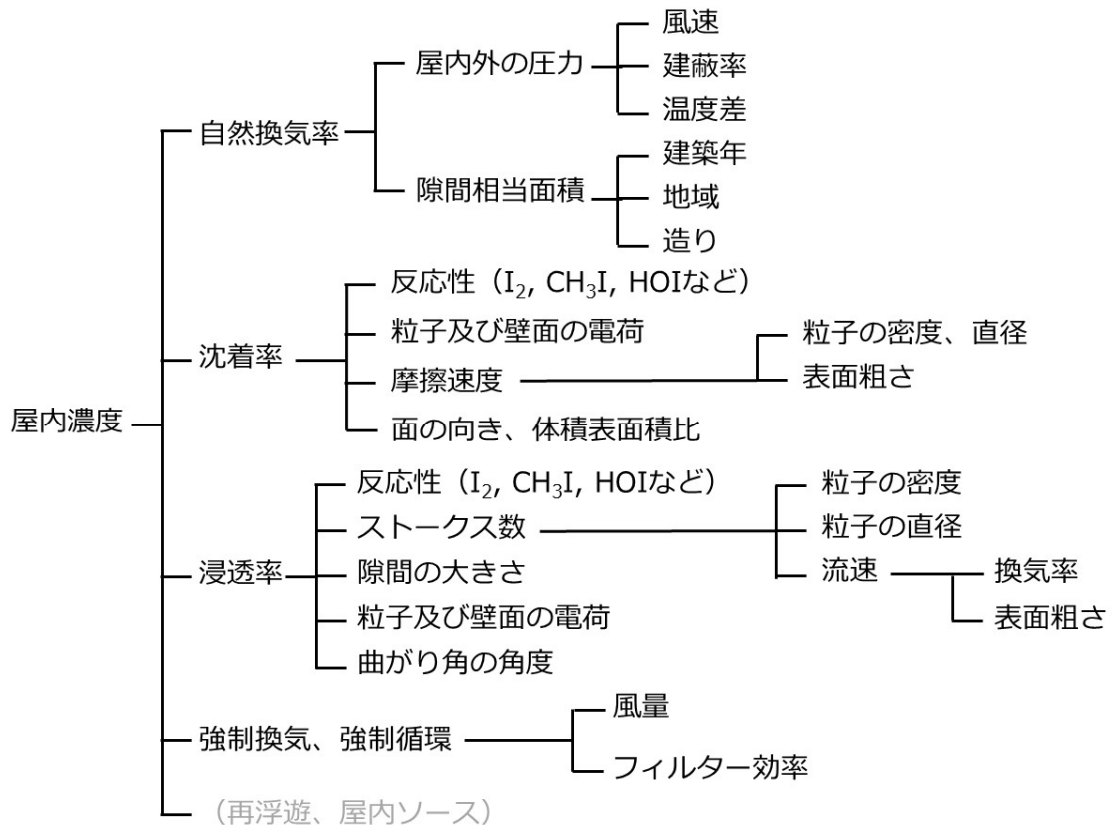 屋内濃度
自然換気率
屋内外の圧力
風速
建蔽率
温度差
隙間相当面積
建築年
地域
造り
沈着率
反応性（I₂, CH₃I, HOIなど）
粒子及び壁面の電荷
摩擦速度
粒子の密度、直径
表面粗さ
面の向き、体積表面積比
浸透率
反応性（I₂, CH₃I, HOIなど）
ストークス数
粒子の密度
粒子の直径
流速
換気率
表面粗さ
隙間の大きさ
粒子及び壁面の電荷
曲がり角の角度
強制換気、強制循環
風量
フィルター効率
（再浮遊、屋内ソース）